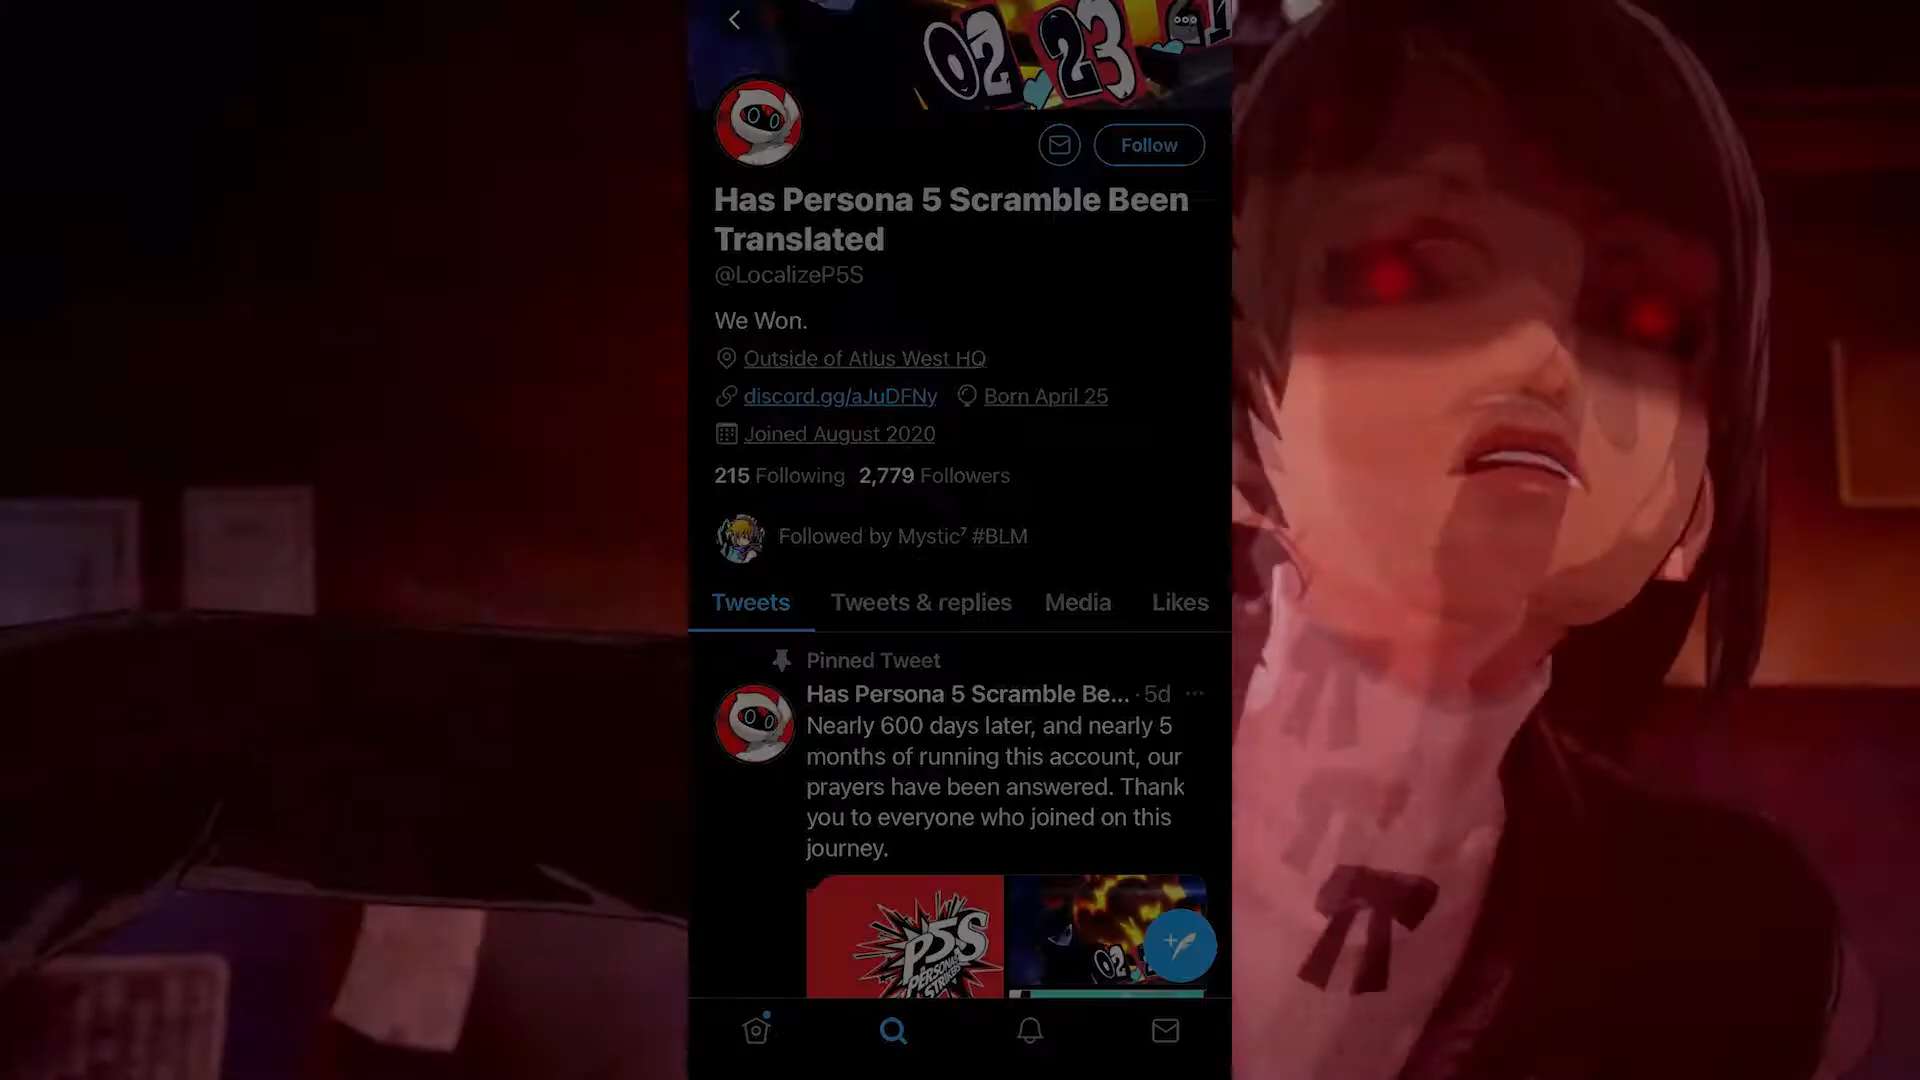 02.23
Follow
Has Persona 5 Scramble Been
Translated
@LocalizeP5S
We Won.
Outside of Atlus West HQ
discord.gg/aJuDFNy Born April 25
Joined August 2020
215 Following 2,779 Followers
Followed by Mystic⁷ #BLM
Tweets Tweets & replies Media Likes
Pinned Tweet
Has Persona 5 Scramble Be... · 5d
Nearly 600 days later, and nearly 5
months of running this account, our
prayers have been answered. Thank
you to everyone who joined on this
journey.
P5S
PERSONA5
02